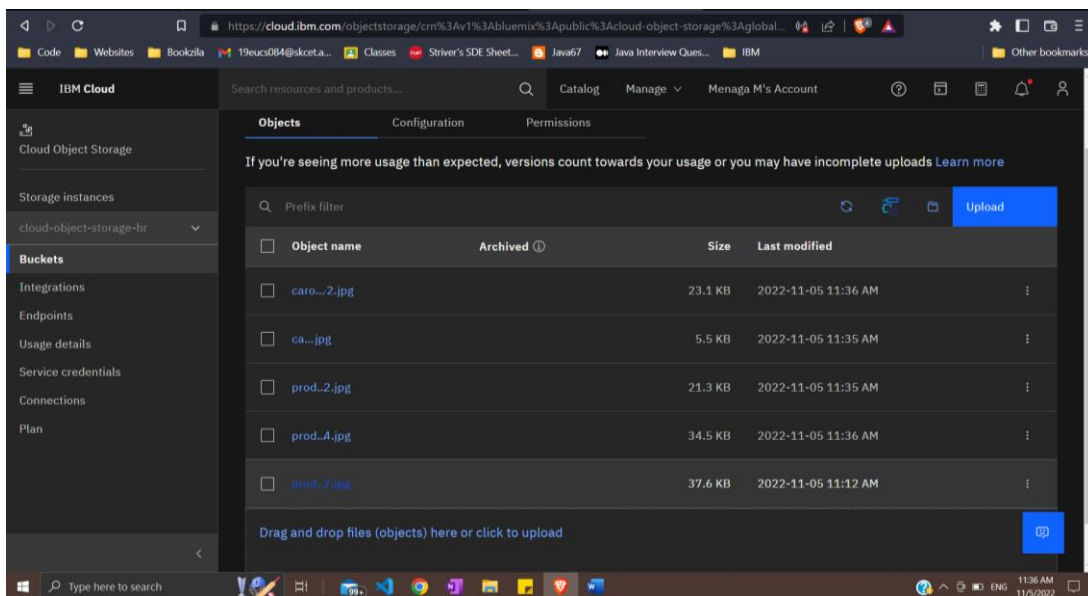 https://cloud.ibm.com/objectstorage/crn%3Av1%3Abluemix%3Apublic%3Acloud-object-storage%3Aglobal...
Code Websites Bookzila 19eucs084@skcet.a... Classes Striver's SDE Sheet... Java67 Java Interview Ques... IBM Other bookmarks
IBM Cloud Search resources and products... Catalog Manage Menaga M's Account
Cloud Object Storage
Storage instances
cloud-object-storage-hr
Buckets
Integrations
Endpoints
Usage details
Service credentials
Connections
Plan
Objects Configuration Permissions
If you're seeing more usage than expected, versions count towards your usage or you may have incomplete uploads Learn more
Prefix filter Upload
Object name Archived Size Last modified
caro...-2.jpg 23.1 KB 2022-11-05 11:36 AM
ca...jpg 5.5 KB 2022-11-05 11:35 AM
prod..2.jpg 21.3 KB 2022-11-05 11:35 AM
prod..4.jpg 34.5 KB 2022-11-05 11:36 AM
37.6 KB 2022-11-05 11:12 AM
Drag and drop files (objects) here or click to upload
Type here to search 99+ ENG 11:36 AM
11/5/2022